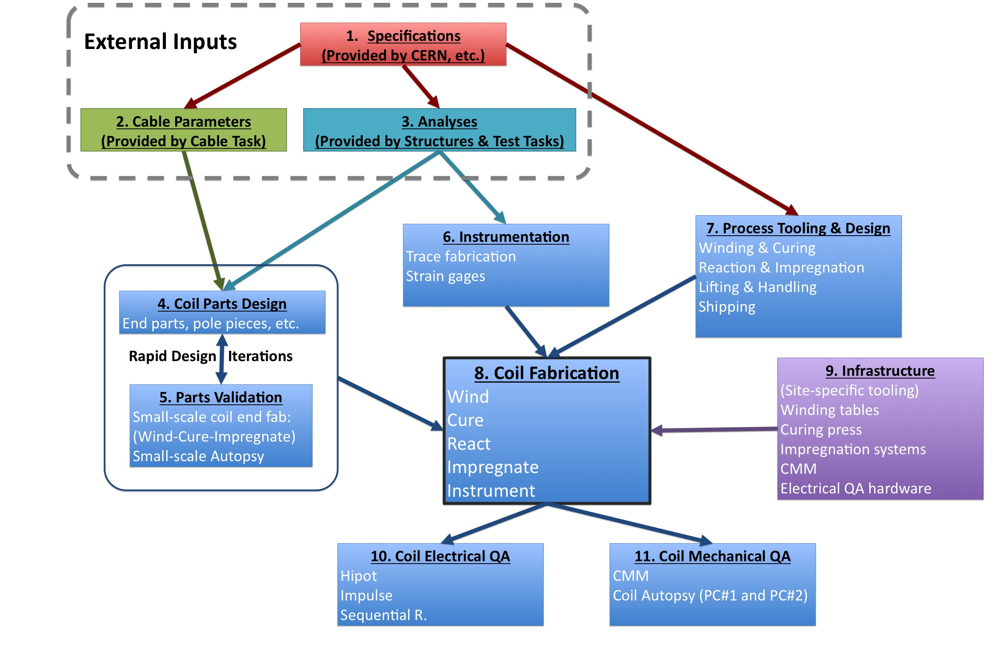 External Inputs
1. Specifications
(Provided by CERN, etc.)
2. Cable Parameters
(Provided by Cable Task)
3. Analyses
(Provided by Structures & Test Tasks)
6. Instrumentation
Trace fabrication
Strain gages
7. Process Tooling & Design
Winding & Curing
Reaction & Impregnation
Lifting & Handling
Shipping
4. Coil Parts Design
End parts, pole pieces, etc.
Rapid Design Iterations
5. Parts Validation
Small-scale coil end fab:
(Wind-Cure-Impregnate)
Small-scale Autopsy
8. Coil Fabrication
Wind
Cure
React
Impregnate
Instrument
9. Infrastructure
(Site-specific tooling)
Winding tables
Curing press
Impregnation systems
CMM
Electrical QA hardware
10. Coil Electrical QA
Hipot
Impulse
Sequential R.
11. Coil Mechanical QA
CMM
Coil Autopsy (PC#1 and PC#2)